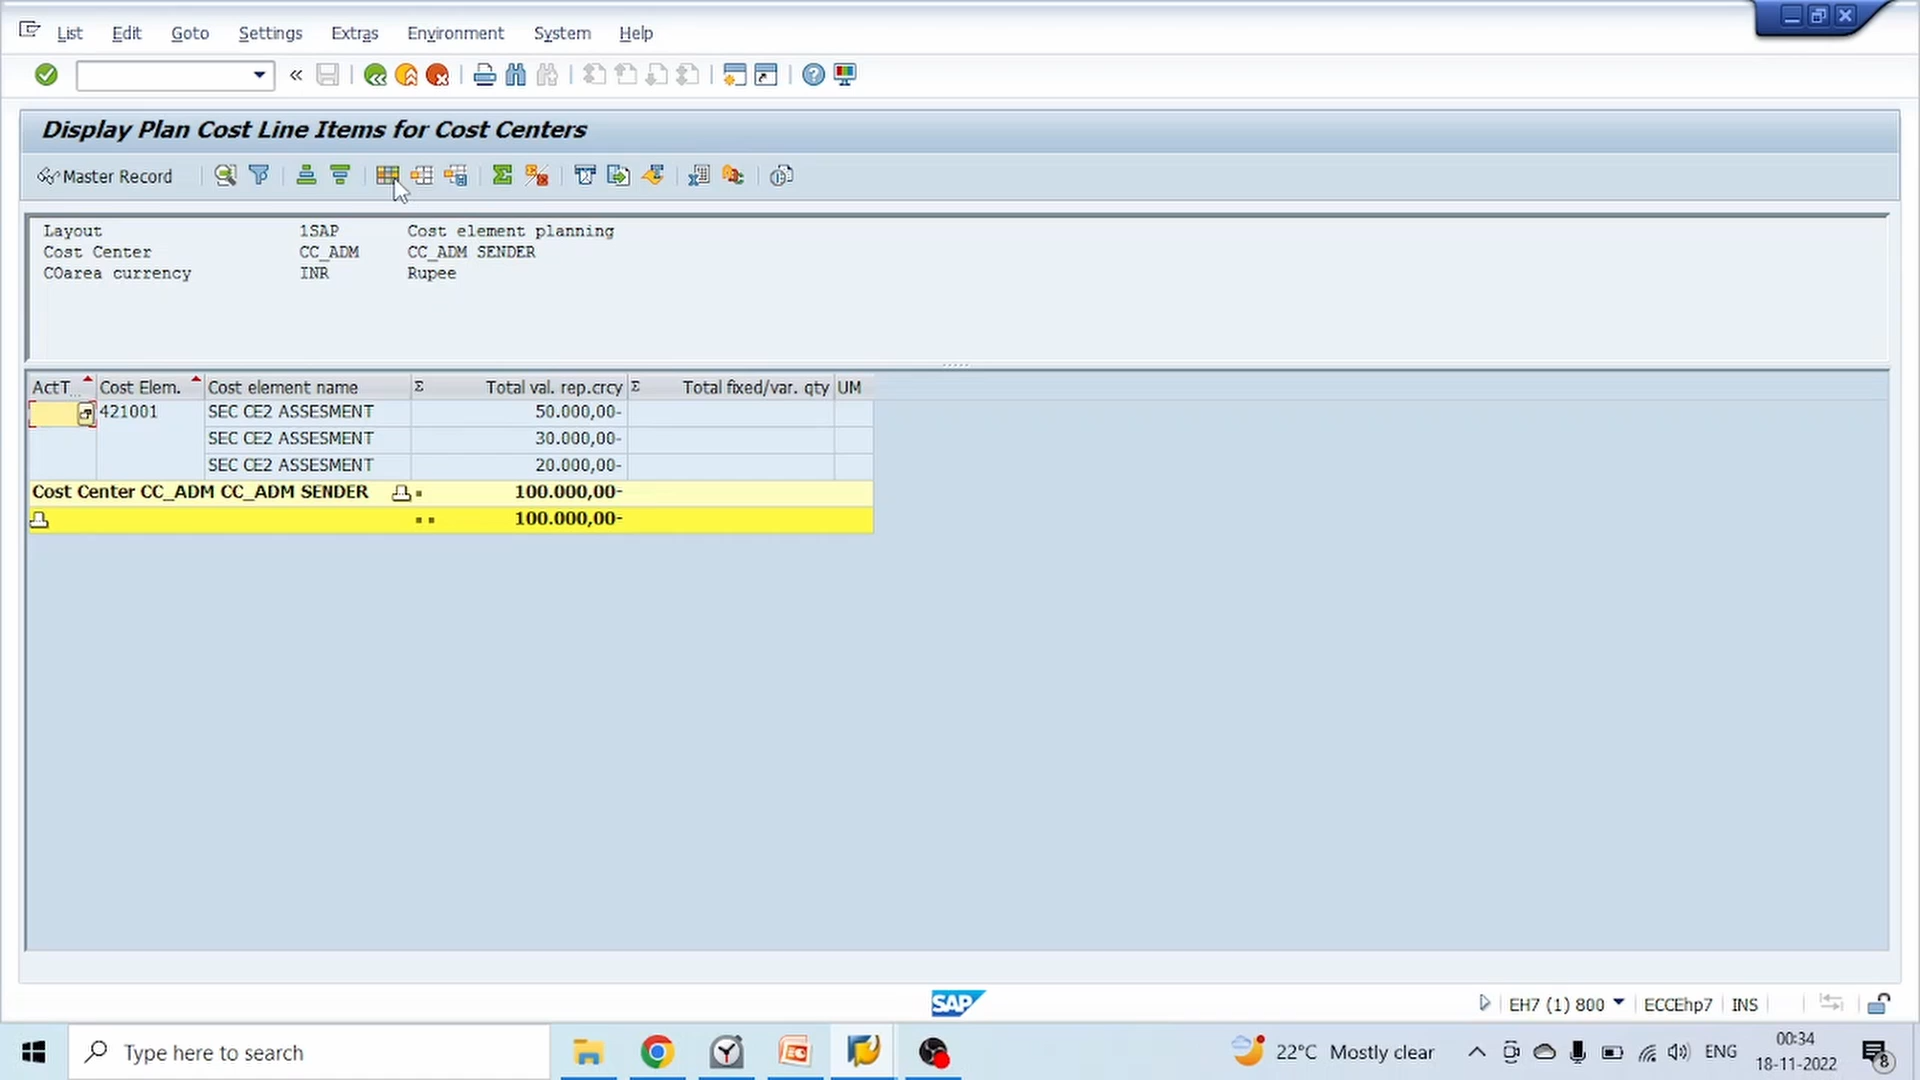 List Edit Goto Settings Extras Environment System Help
Display Plan Cost Line Items for Cost Centers
Master Record
Layout 1SAP Cost element planning
Cost Center CC_ADM CC_ADM SENDER
COarea currency INR Rupee
ActT... Cost Elem. Cost element name Σ Total val. rep.crcy Σ Total fixed/var. qty UM
421001 SEC CE2 ASSESMENT 50.000,00-
SEC CE2 ASSESMENT 30.000,00-
SEC CE2 ASSESMENT 20.000,00-
Cost Center CC_ADM CC_ADM SENDER 100.000,00-
100.000,00-
SAP EH7 (1) 800 ECCEhp7 INS
Type here to search 22°C Mostly clear ENG 00:34
18-11-2022 8